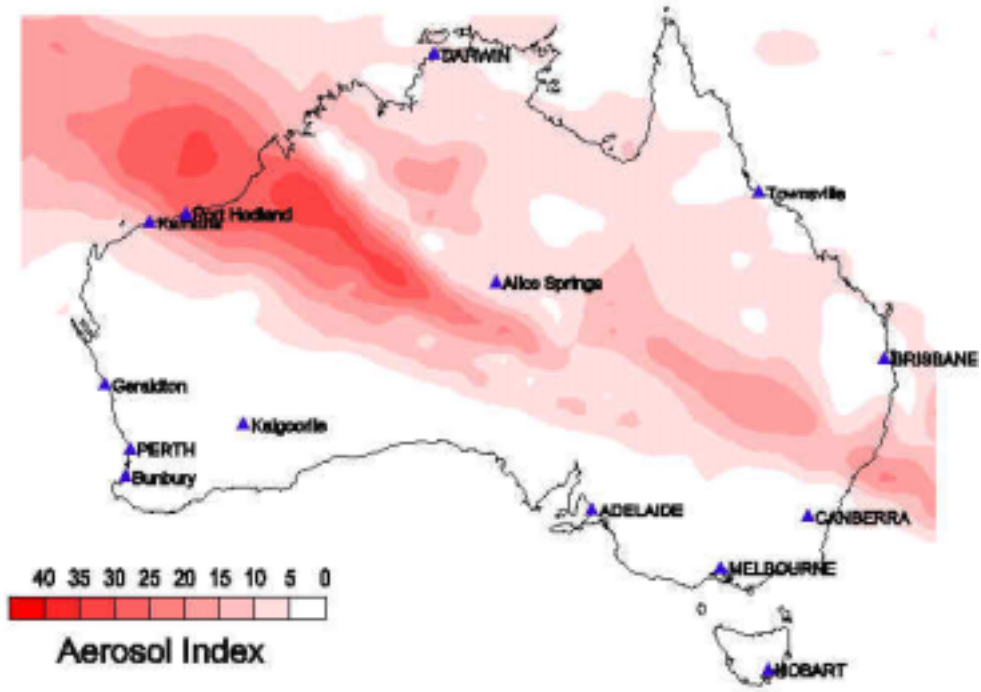 DARWIN
Townsville
Port Hedland
Karratha
Alice Springs
BRISBANE
Geraldton
Kalgoorlie
PERTH
Bunbury
ADELAIDE
CANBERRA
MELBOURNE
HOBART
40 35 30 25 20 15 10 5 0
Aerosol Index